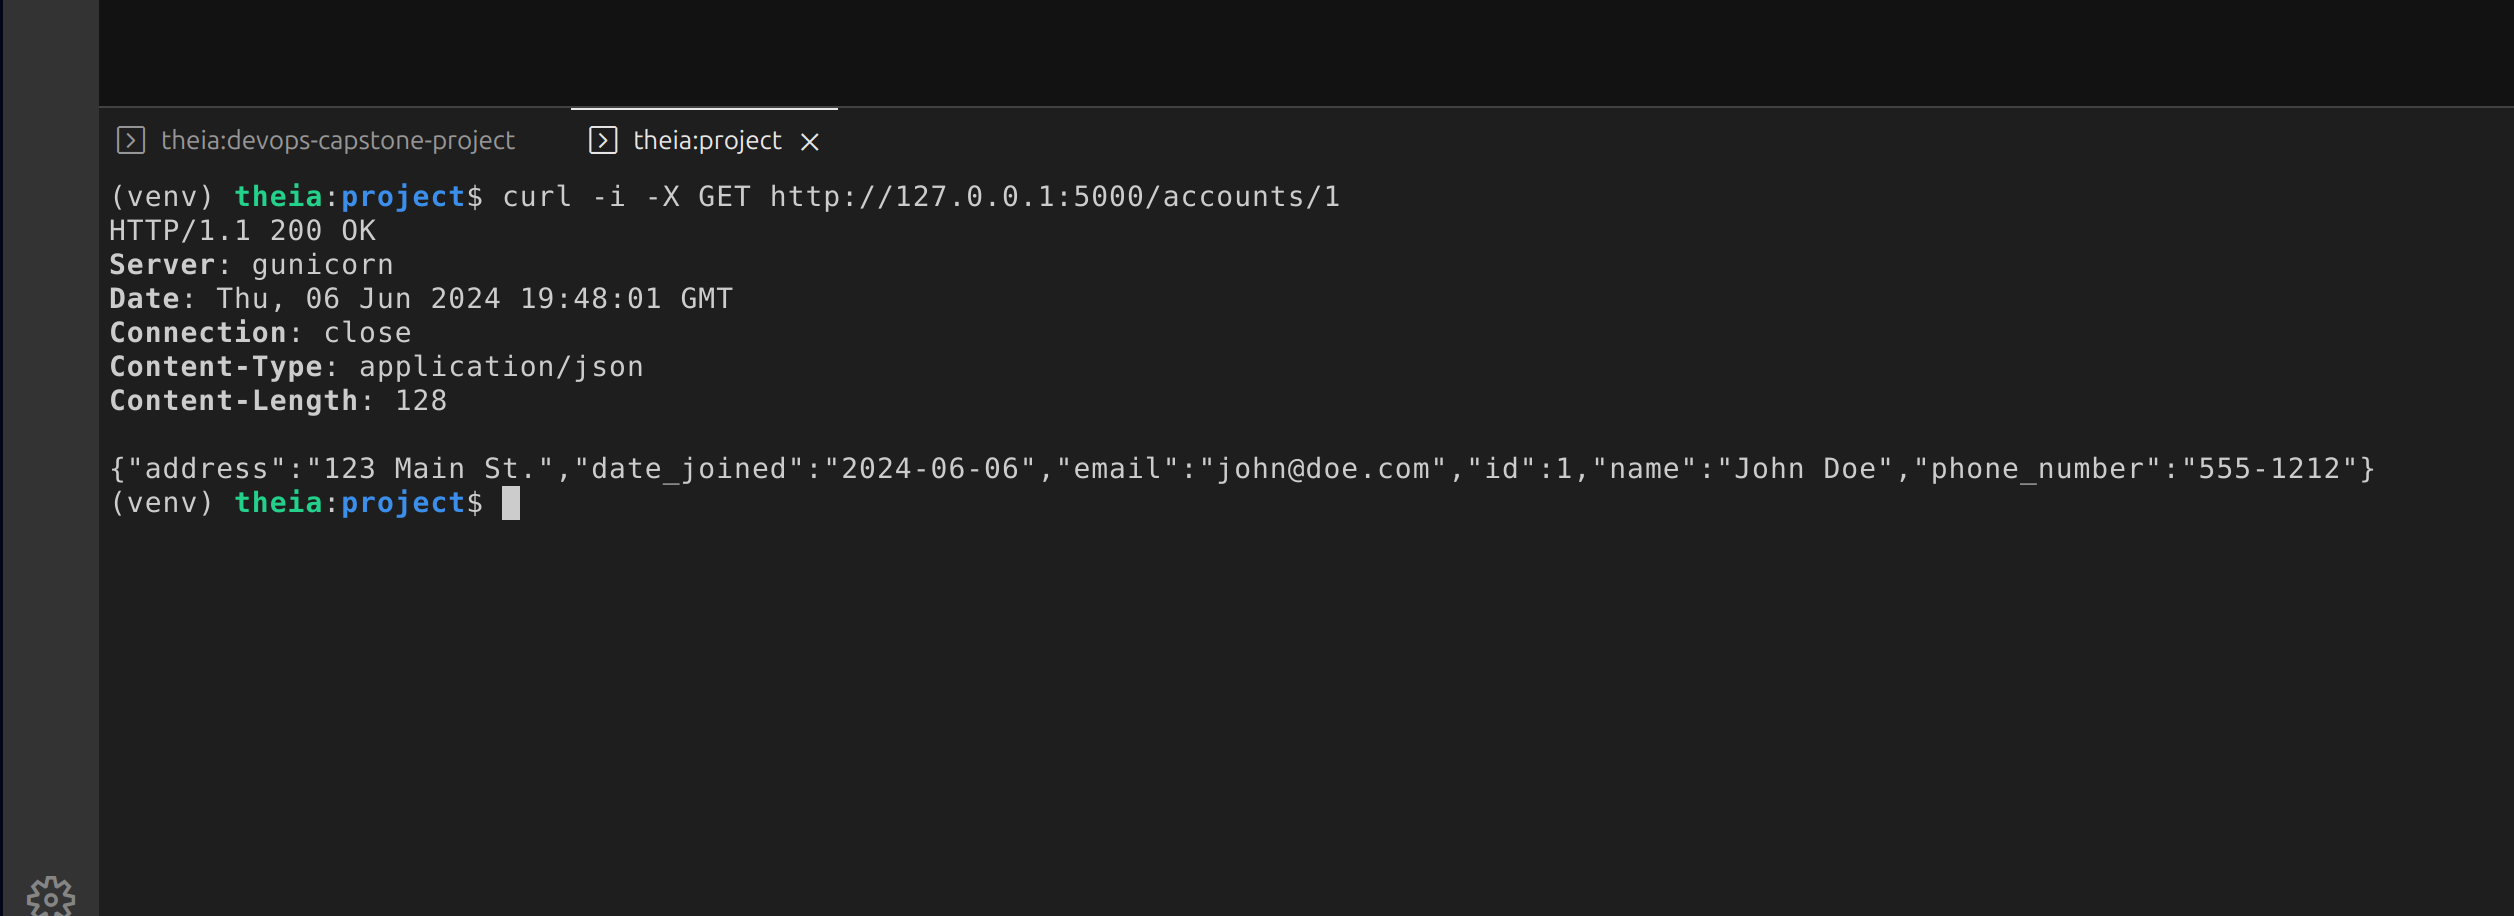 theia:devops-capstone-project theia:project
(venv) theia:project$ curl -i -X GET http://127.0.0.1:5000/accounts/1
HTTP/1.1 200 OK
Server: gunicorn
Date: Thu, 06 Jun 2024 19:48:01 GMT
Connection: close
Content-Type: application/json
Content-Length: 128
{"address":"123 Main St.","date_joined":"2024-06-06","email":"john@doe.com","id":1,"name":"John Doe","phone_number":"555-1212"}
(venv) theia:project$